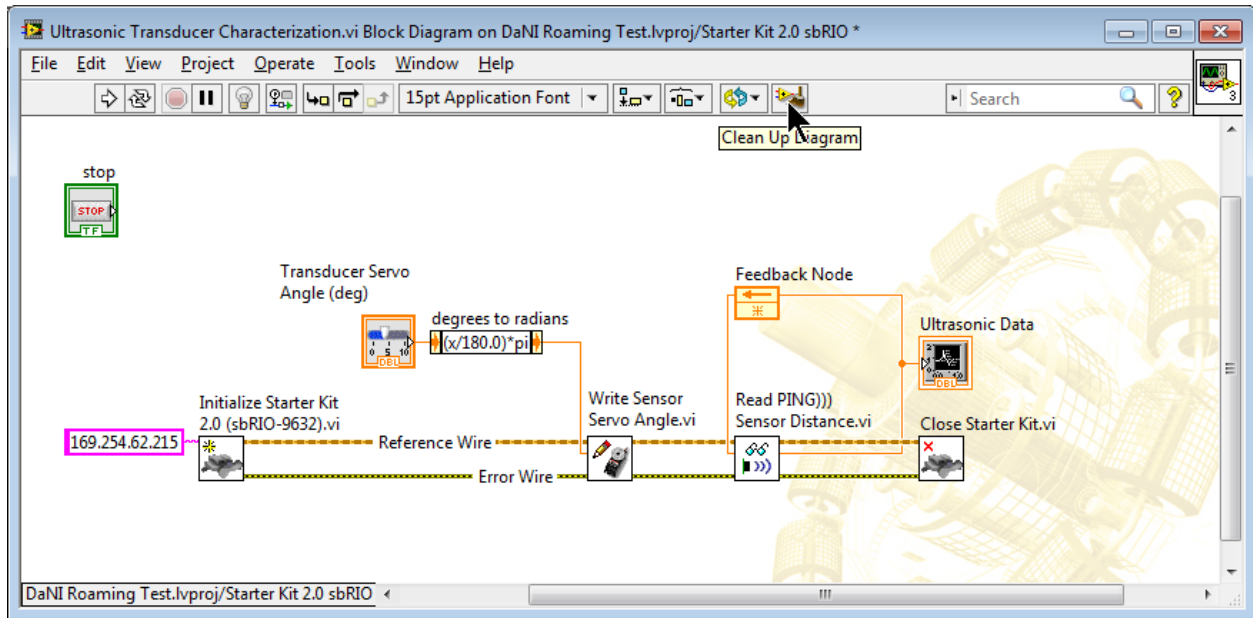 Ultrasonic Transducer Characterization.vi Block Diagram on DaNI Roaming Test.lvproj/Starter Kit 2.0 sbRIO *
File Edit View Project Operate Tools Window Help
15pt Application Font
Search
3
Clean Up Diagram
stop
STOP
TF
Transducer Servo
Angle (deg)
0 5 10
DBL
degrees to radians
(x/180.0)*pi
Feedback Node
Ultrasonic Data
DBL
Initialize Starter Kit
2.0 (sbRIO-9632).vi
Write Sensor
Servo Angle.vi
Read PING)))
Sensor Distance.vi
Close Starter Kit.vi
169.254.62.215
Reference Wire
Error Wire
DaNI Roaming Test.lvproj/Starter Kit 2.0 sbRIO